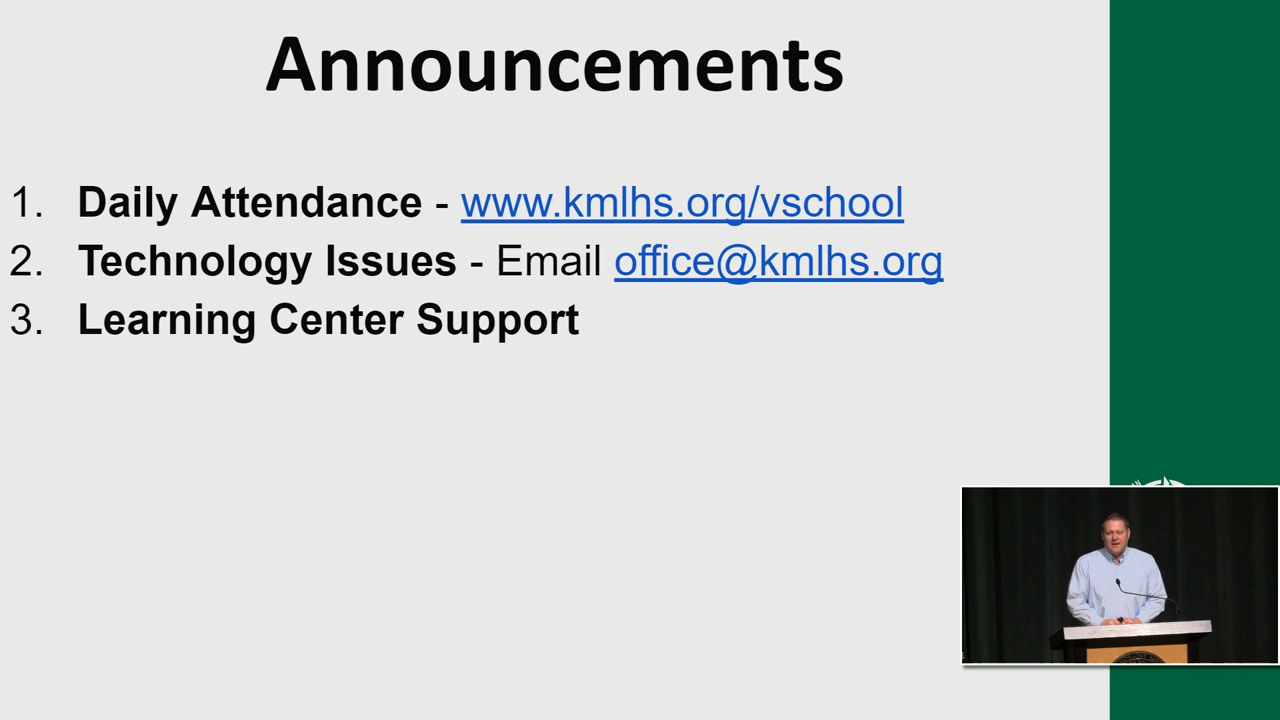 Announcements
1. Daily Attendance - www.kmlhs.org/vschool
2. Technology Issues - Email office@kmlhs.org
3. Learning Center Support